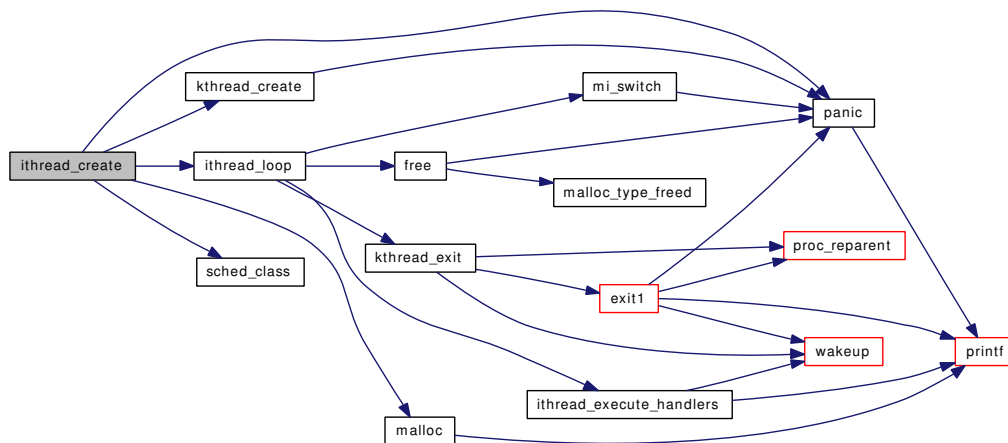 kthread_create
mi_switch
panic
ithread_create
ithread_loop
free
malloc_type_freed
proc_reparent
kthread_exit
sched_class
exit1
wakeup
printf
ithread_execute_handlers
malloc